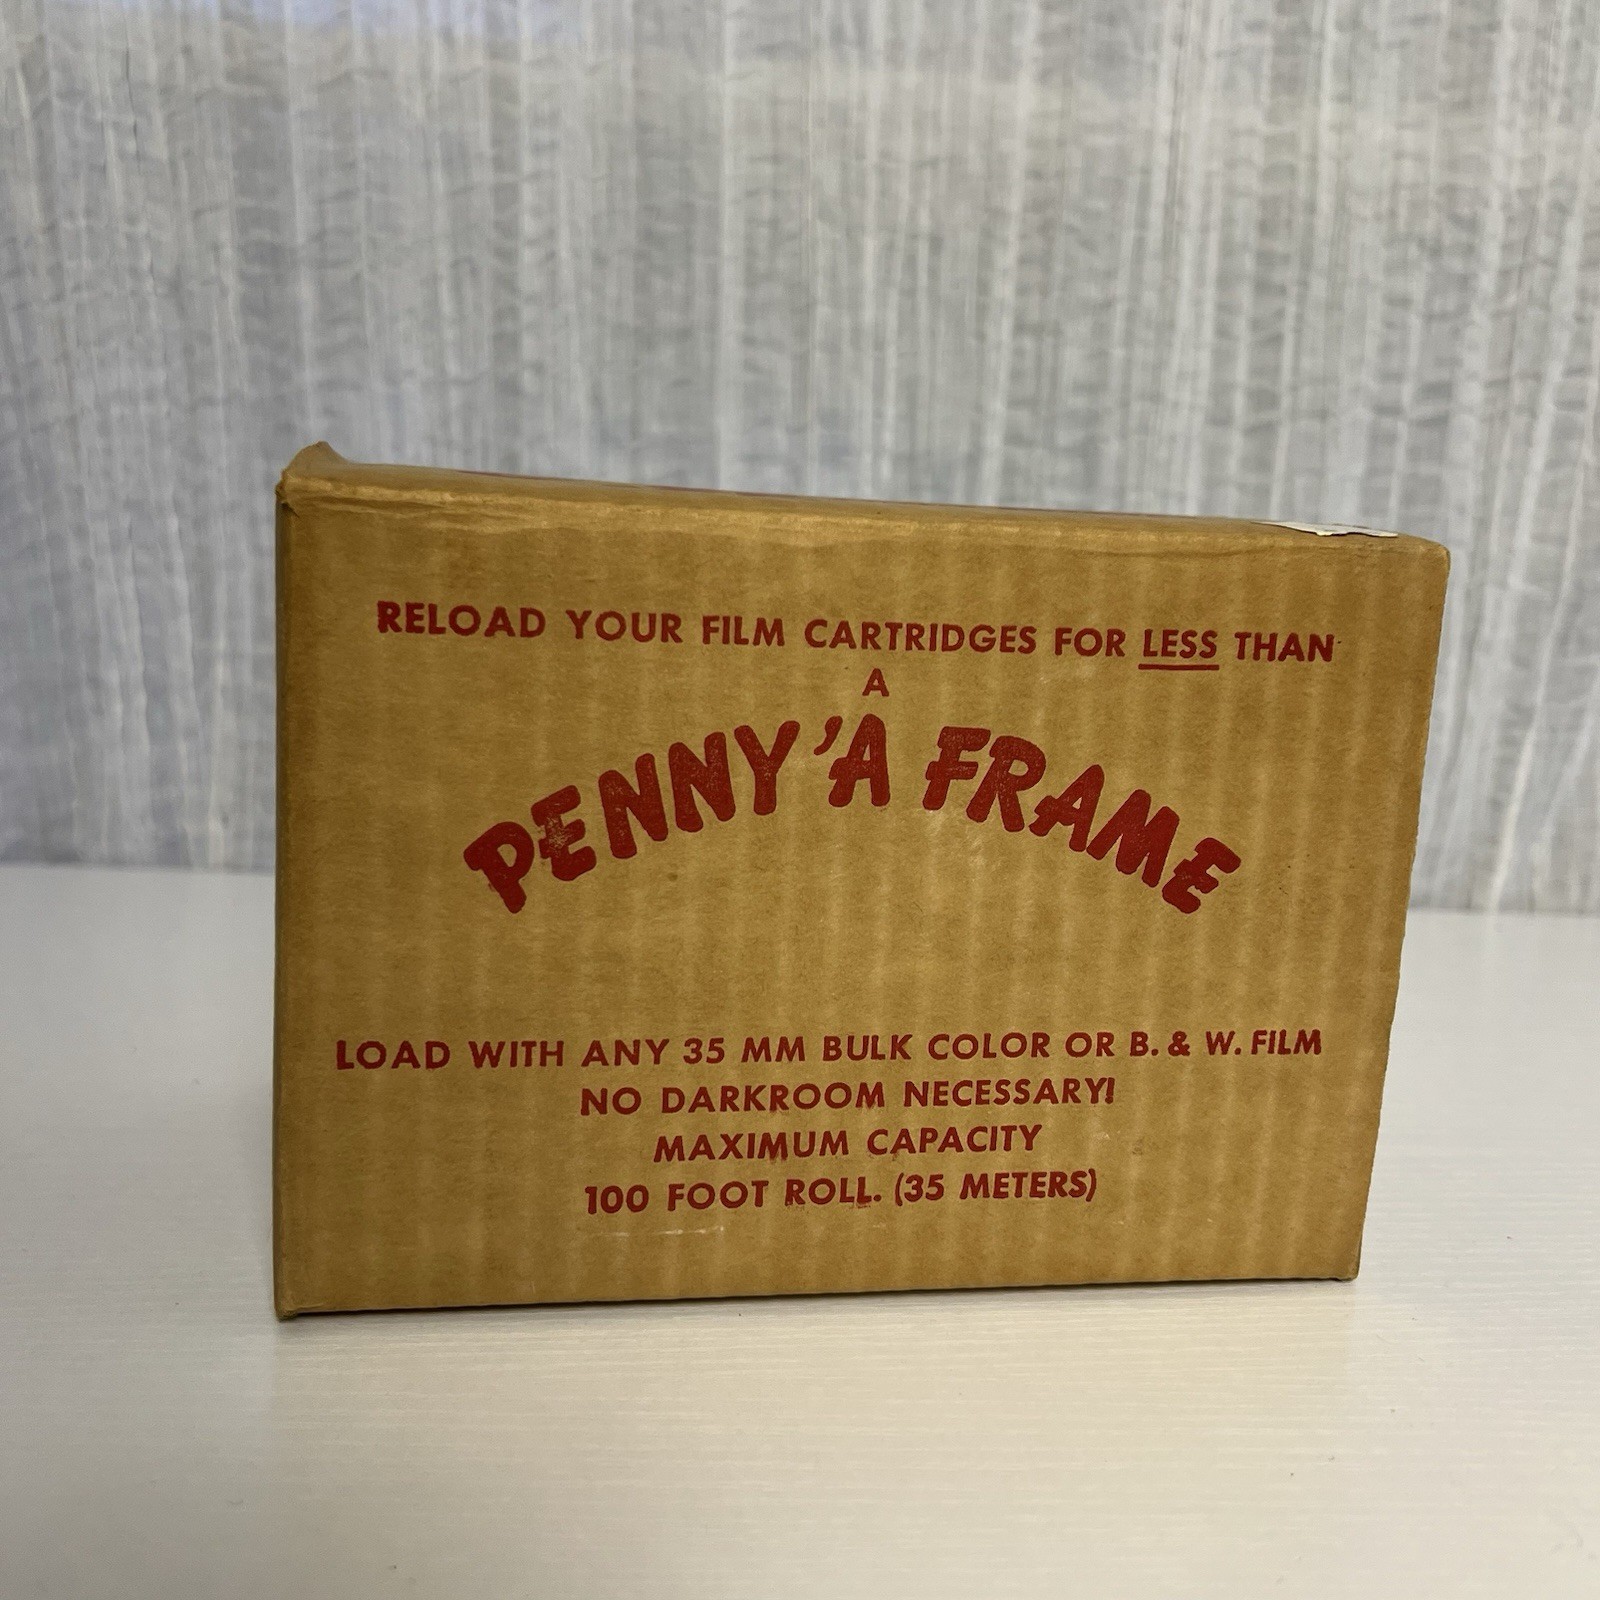 RELOAD YOUR FILM CARTRIDGES FOR LESS THAN
A
PENNY 'A FRAME
LOAD WITH ANY 35 MM BULK COLOR OR B. & W. FILM
NO DARKROOM NECESSARY!
MAXIMUM CAPACITY
100 FOOT ROLL. (35 METERS)